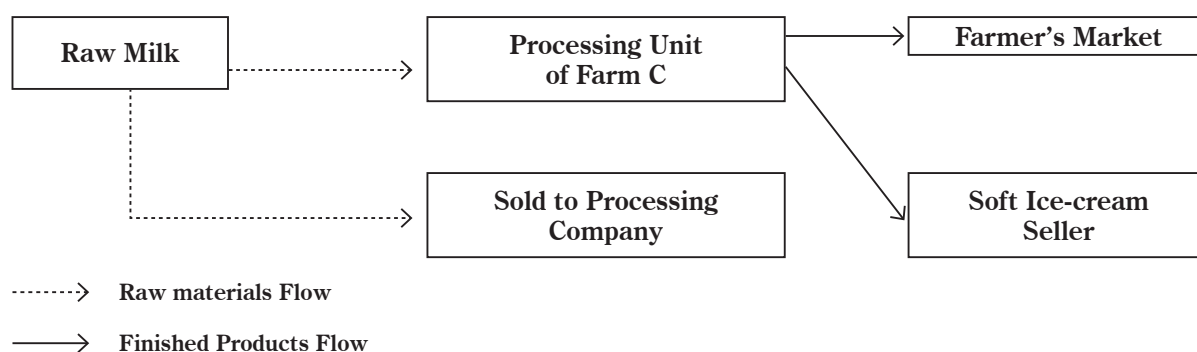 Raw Milk
Processing Unit
of Farm C
Farmer's Market
Sold to Processing
Company
Soft Ice-cream
Seller
Raw materials Flow
Finished Products Flow